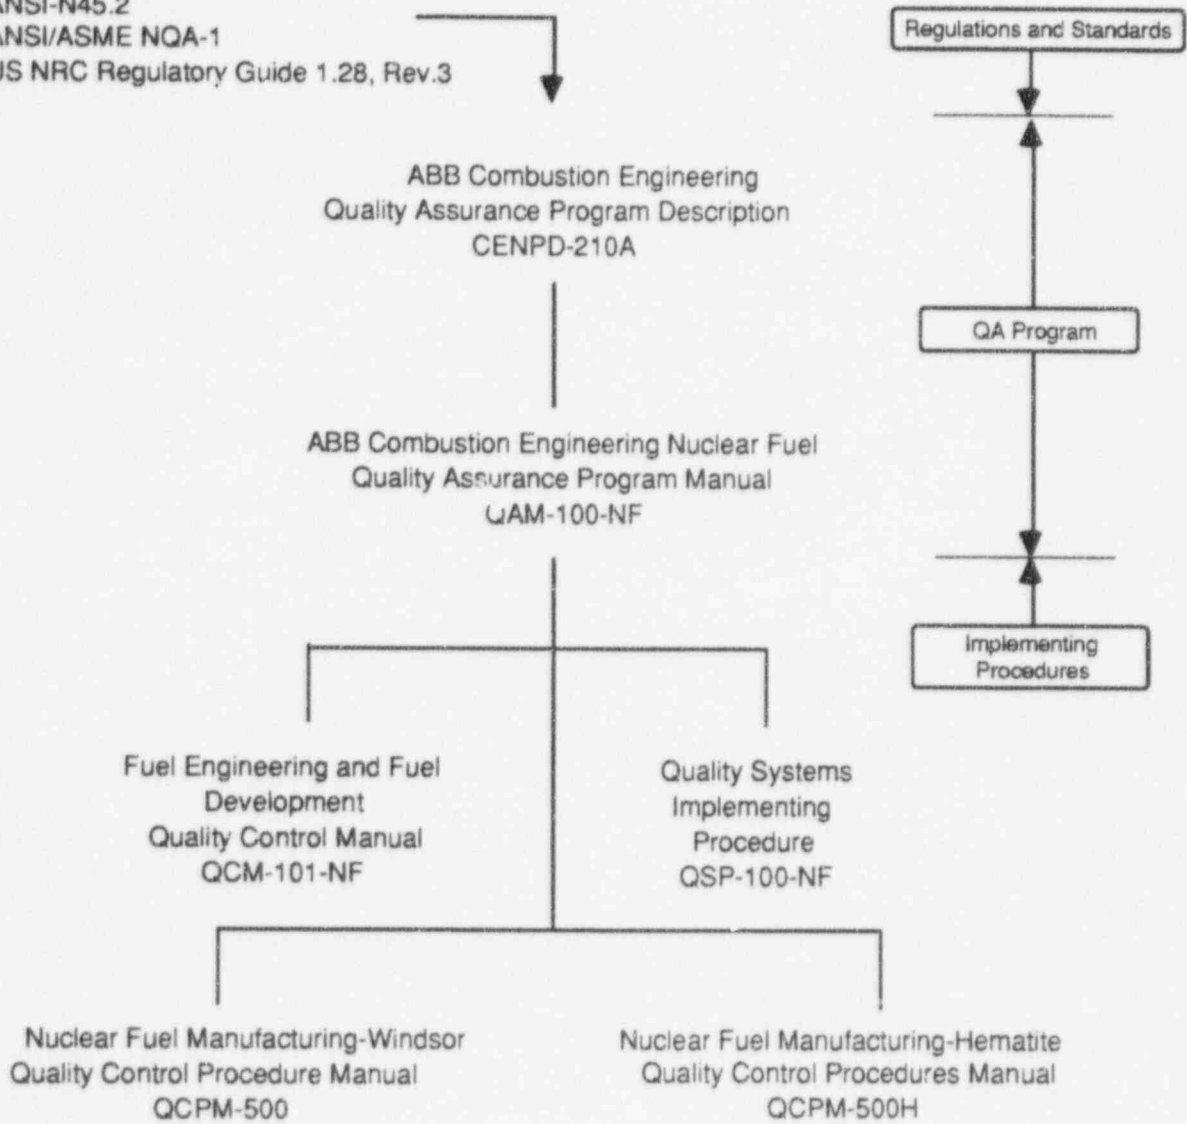 ANSI-N45.2
ANSI/ASME NQA-1
US NRC Regulatory Guide 1.28, Rev.3
Regulations and Standards
ABB Combustion Engineering
Quality Assurance Program Description
CENPD-210A
QA Program
ABB Combustion Engineering Nuclear Fuel
Quality Assurance Program Manual
QAM-100-NF
Implementing
Procedures
Fuel Engineering and Fuel
Development
Quality Control Manual
QCM-101-NF
Quality Systems
Implementing
Procedure
QSP-100-NF
Nuclear Fuel Manufacturing-Windsor
Quality Control Procedure Manual
QCPM-500
Nuclear Fuel Manufacturing-Hematite
Quality Control Procedures Manual
QCPM-500H